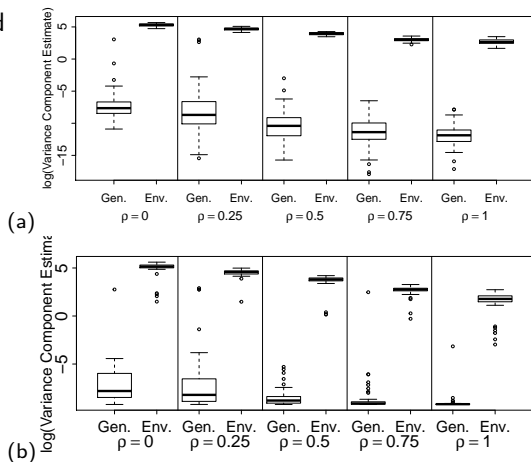 d
log(Variance Component Estimate)
5
0
−5
−15
Gen. Env. Gen. Env. Gen. Env. Gen. Env. Gen. Env.
(a) ρ = 0 ρ = 0.25 ρ = 0.5 ρ = 0.75 ρ = 1
log(Variance Component Estima
5
0
−5
Gen. Env. Gen. Env. Gen. Env. Gen. Env. Gen. Env.
(b) ρ = 0 ρ = 0.25 ρ = 0.5 ρ = 0.75 ρ = 1